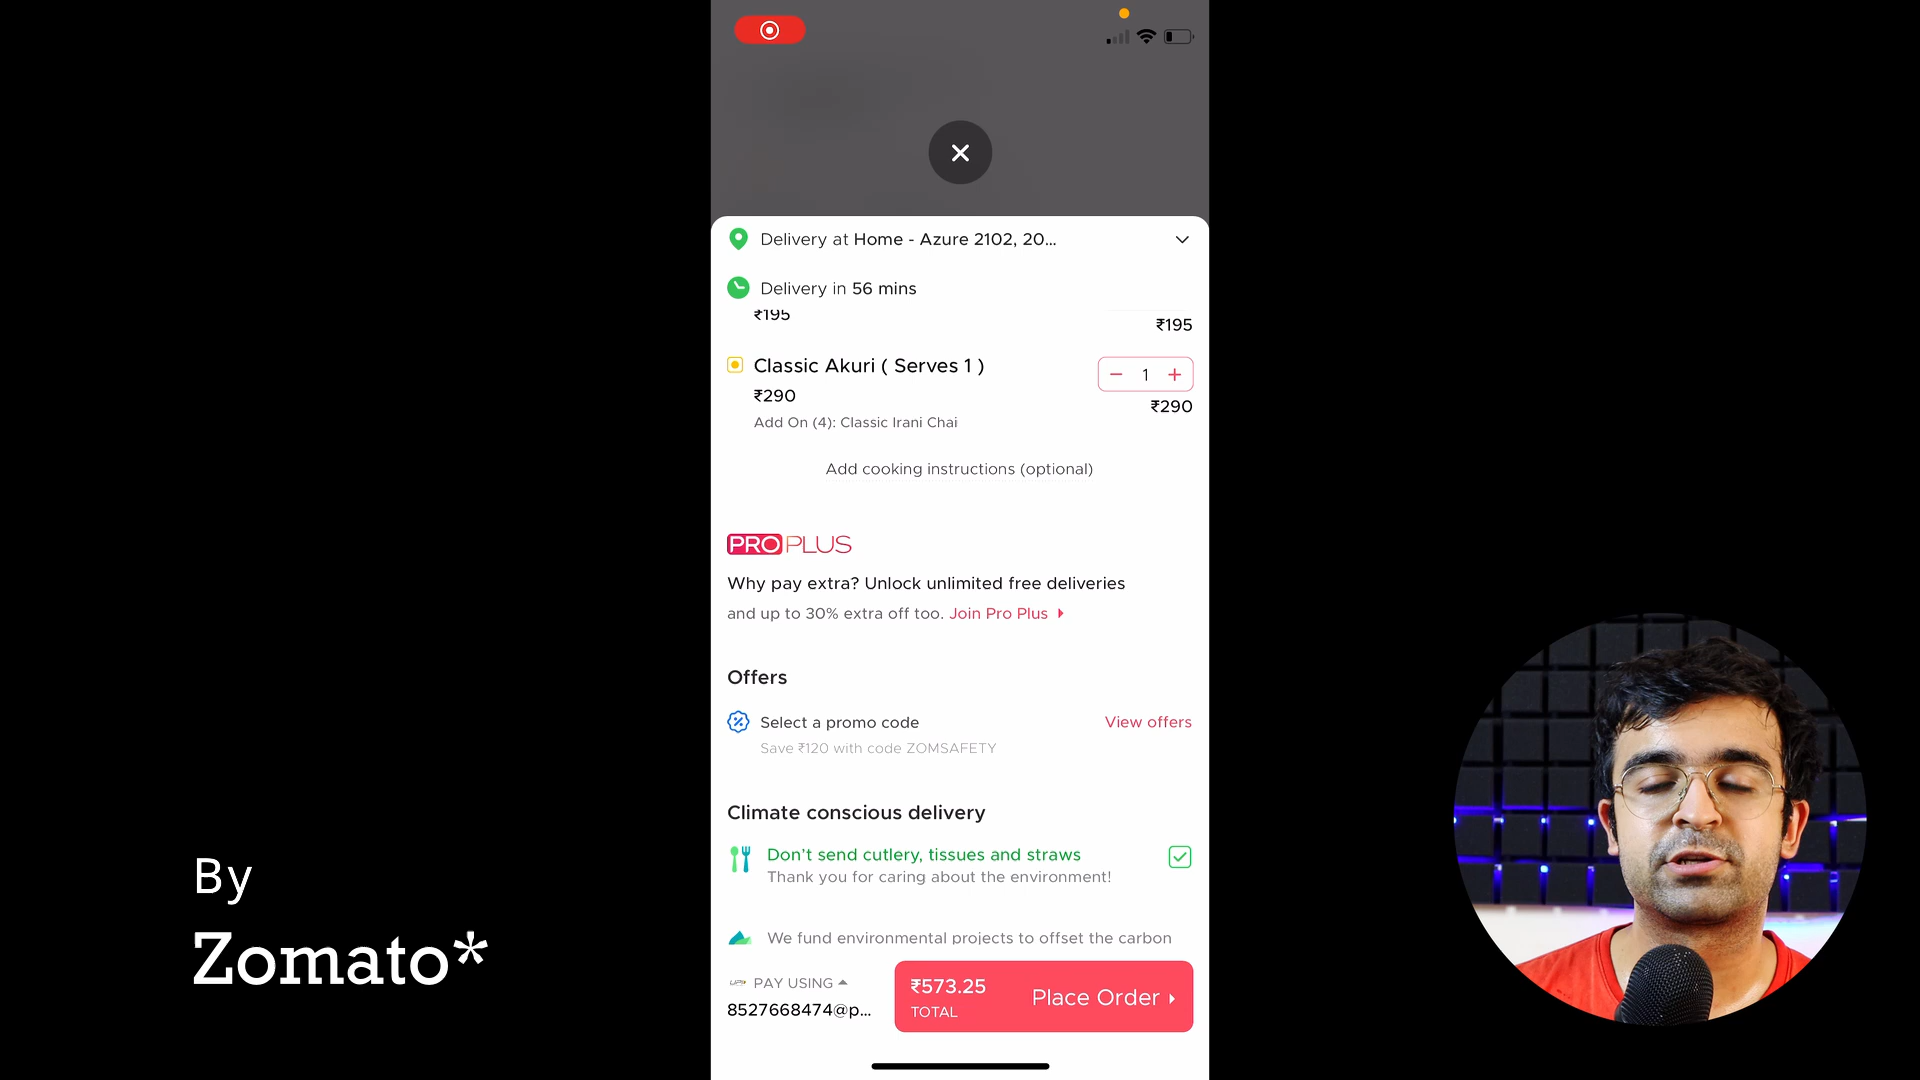 Delivery at Home - Azure 2102, 20...
Delivery in 56 mins
₹195
₹195
Classic Akuri ( Serves 1 )
1
₹290
₹290
Add On (4): Classic Irani Chai
Add cooking instructions (optional)
PRO PLUS
Why pay extra? Unlock unlimited free deliveries
and up to 30% extra off too. Join Pro Plus
Offers
Select a promo code
View offers
Save ₹120 with code ZOMSAFETY
Climate conscious delivery
Don't send cutlery, tissues and straws
Thank you for caring about the environment!
We fund environmental projects to offset the carbon
UPI PAY USING
8527668474@p...
₹573.25
TOTAL
Place Order
By
Zomato*